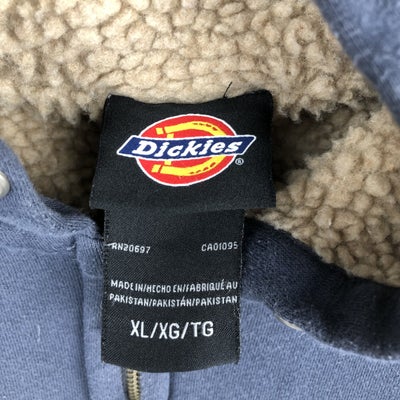 Dickies®
RN20697 CA01095
MADE IN/HECHO EN/FABRIQUÉ AU
PAKISTAN/PAKISTÁN/PAKISTAN
XL/XG/TG